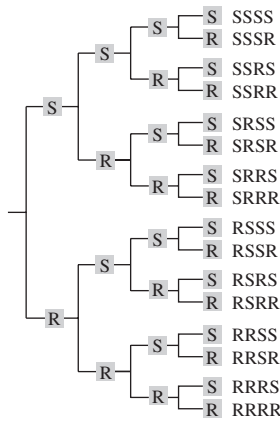 S SSSS
S
R SSSR
S
S SSRS
R
R SSRR
S
S SRSS
S
R SRSR
R
S SRRS
R
R SRRR
S RSSS
S
R RSSR
S
S RSRS
R
R RSRR
R
S RRSS
S
R RRSR
R
S RRRS
R
R RRRR